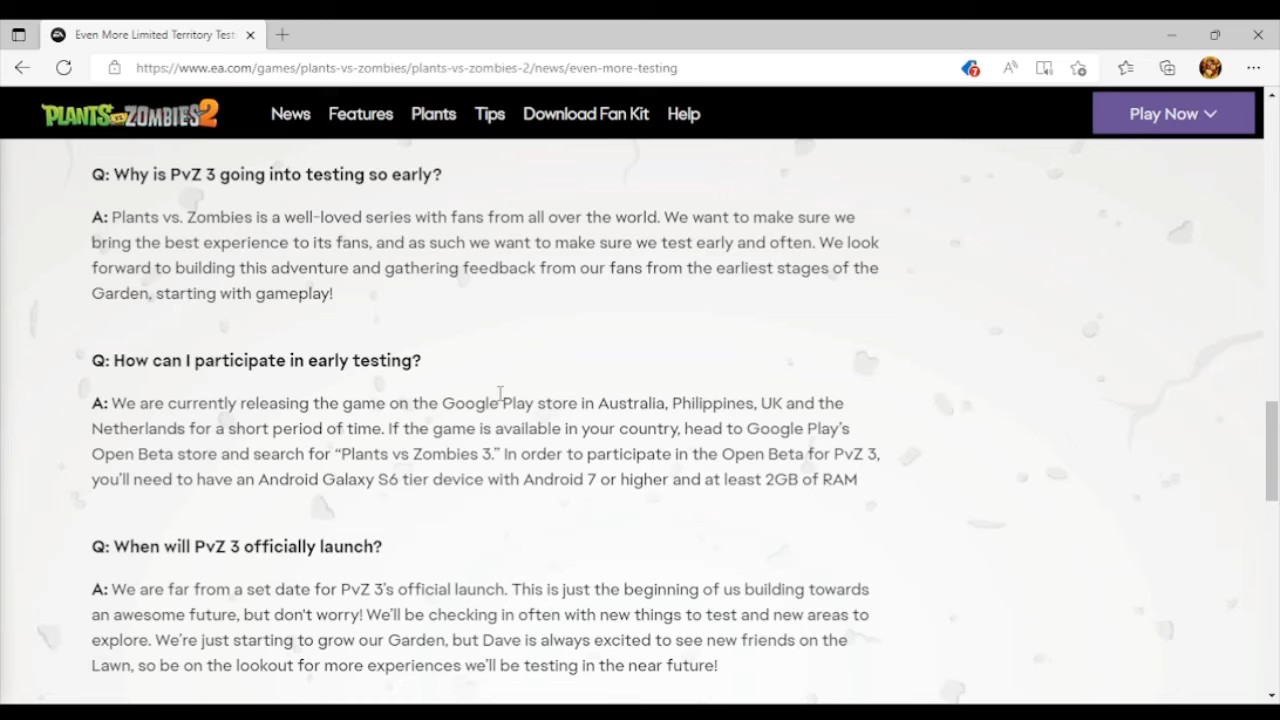 Even More Limited Territory Test
https://www.ea.com/games/plants-vs-zombies/plants-vs-zombies-2/news/even-more-testing
7
PLANTS vs. ZOMBIES 2
News
Features
Plants
Tips
Download Fan Kit
Help
Play Now
Q: Why is PvZ 3 going into testing so early?
A: Plants vs. Zombies is a well-loved series with fans from all over the world. We want to make sure we
bring the best experience to its fans, and as such we want to make sure we test early and often. We look
forward to building this adventure and gathering feedback from our fans from the earliest stages of the
Garden, starting with gameplay!
Q: How can I participate in early testing?
A: We are currently releasing the game on the Google Play store in Australia, Philippines, UK and the
Netherlands for a short period of time. If the game is available in your country, head to Google Play's
Open Beta store and search for “Plants vs Zombies 3.” In order to participate in the Open Beta for PvZ 3,
you'll need to have an Android Galaxy S6 tier device with Android 7 or higher and at least 2GB of RAM
Q: When will PvZ 3 officially launch?
A: We are far from a set date for PvZ 3's official launch. This is just the beginning of us building towards
an awesome future, but don't worry! We'll be checking in often with new things to test and new areas to
explore. We're just starting to grow our Garden, but Dave is always excited to see new friends on the
Lawn, so be on the lookout for more experiences we'll be testing in the near future!